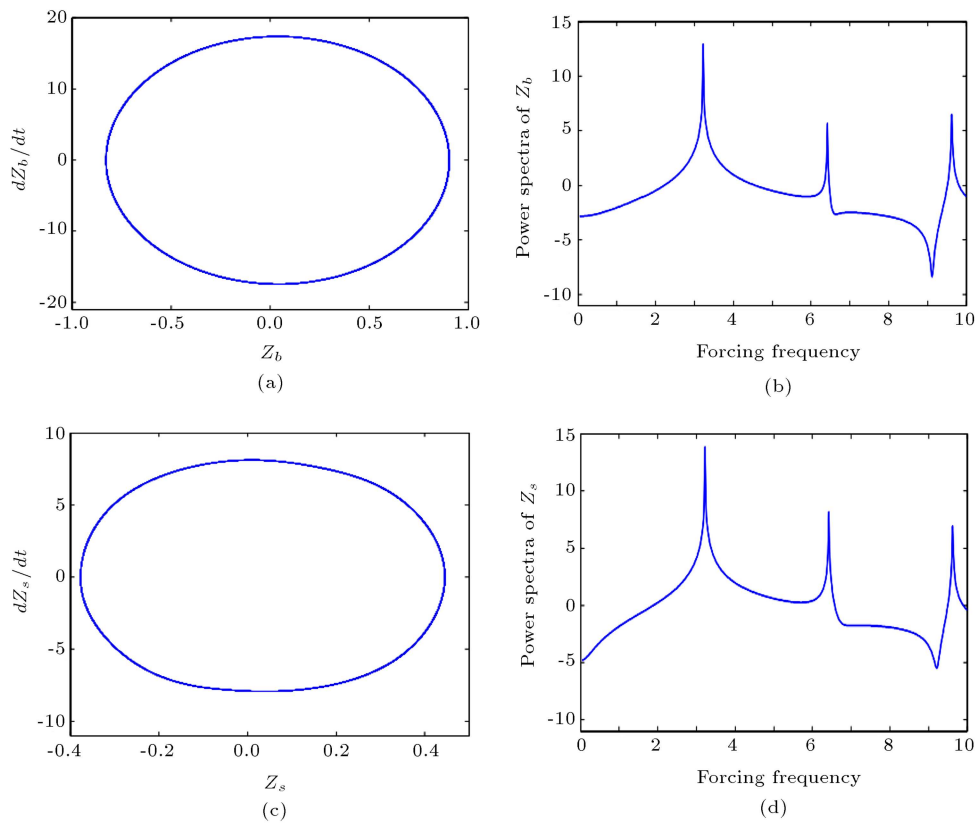 20
10
0
-10
-20
-1.0 -0.5 0.0 0.5 1.0
dZ_b/dt
Z_b
(a)
15
10
5
0
-5
-10
0 2 4 6 8 10
Power spectra of Z_b
Forcing frequency
(b)
10
5
0
-5
-10
-0.4 -0.2 0.0 0.2 0.4
dZ_s/dt
Z_s
(c)
15
10
5
0
-5
-10
0 2 4 6 8 10
Power spectra of Z_s
Forcing frequency
(d)